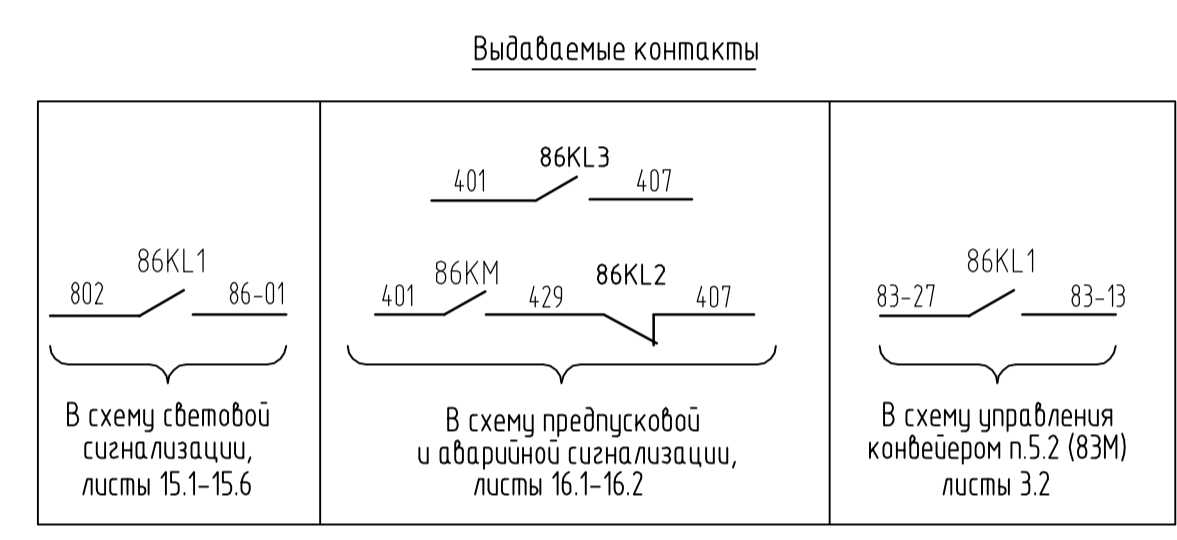 Выдаваемые контакты
86KL1
802 86-01
В схему световой
сигнализации,
листы 15.1-15.6
86KL3
401 407
86KM 86KL2
401 429 407
В схему предпусковой
и аварийной сигнализации,
листы 16.1-16.2
86KL1
83-27 83-13
В схему управления
конвейером п.5.2 (83М)
листы 3.2